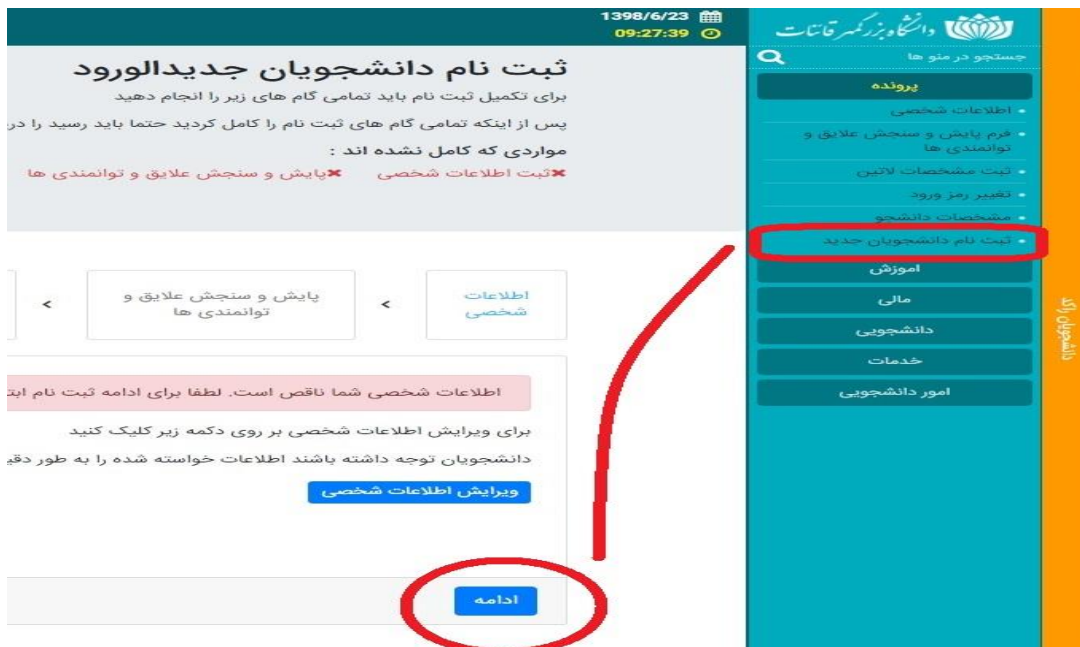 دانشگاه بزرگمهر قائنات
1398/6/23
09:27:39
جستجو در منو ها
پرونده
• اطلاعات شخصی
• فرم پایش و سنجش علایق و
توانمندی ها
• ثبت مشخصات لاتین
• تغییر رمز ورود
• مشخصات دانشجو
• ثبت نام دانشجویان جدید
اموزش
مالی
دانشجویی
خدمات
امور دانشجویی
دانشجویان راکد
ثبت نام دانشجویان جدیدالورود
برای تکمیل ثبت نام باید تمامی گام های زیر را انجام دهید
پس از اینکه تمامی گام های ثبت نام را کامل کردید حتما باید رسید را
مواردی که کامل نشده اند :
✖ثبت اطلاعات شخصی ✖پایش و سنجش علایق و توانمندی ها
اطلاعات
شخصی
>
پایش و سنجش علایق و
توانمندی ها
>
اطلاعات شخصی شما ناقص است. لطفا برای ادامه ثبت نام
برای ویرایش اطلاعات شخصی بر روی دکمه زیر کلیک کنید
دانشجویان توجه داشته باشند اطلاعات خواسته شده را به طور
ویرایش اطلاعات شخصی
ادامه